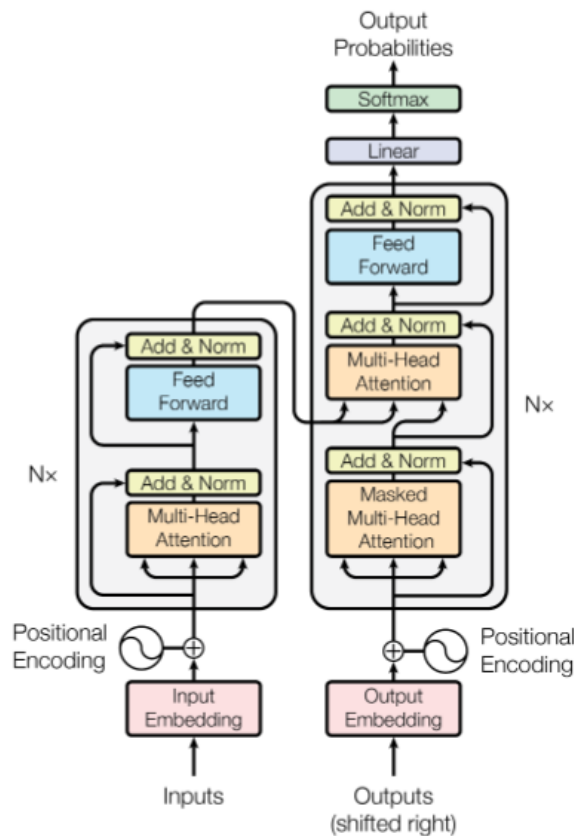 Output
Probabilities
Softmax
Linear
Add & Norm
Feed
Forward
Add & Norm
Multi-Head
Attention
Nx
Add & Norm
Masked
Multi-Head
Attention
Add & Norm
Feed
Forward
Nx
Add & Norm
Multi-Head
Attention
Positional
Encoding
Positional
Encoding
Input
Embedding
Output
Embedding
Inputs
Outputs
(shifted right)